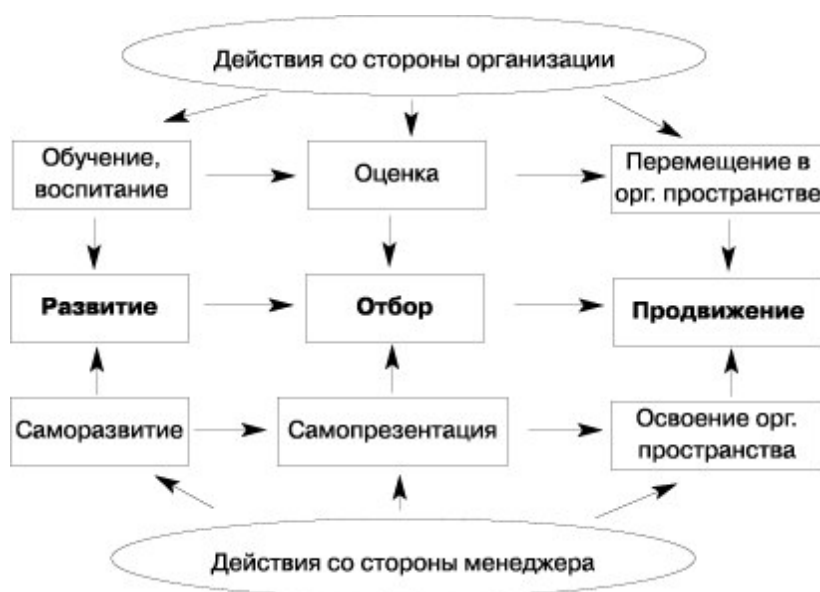 Действия со стороны организации
Обучение,
воспитание
Оценка
Перемещение в
орг. пространстве
Развитие
Отбор
Продвижение
Саморазвитие
Самопрезентация
Освоение орг.
пространства
Действия со стороны менеджера